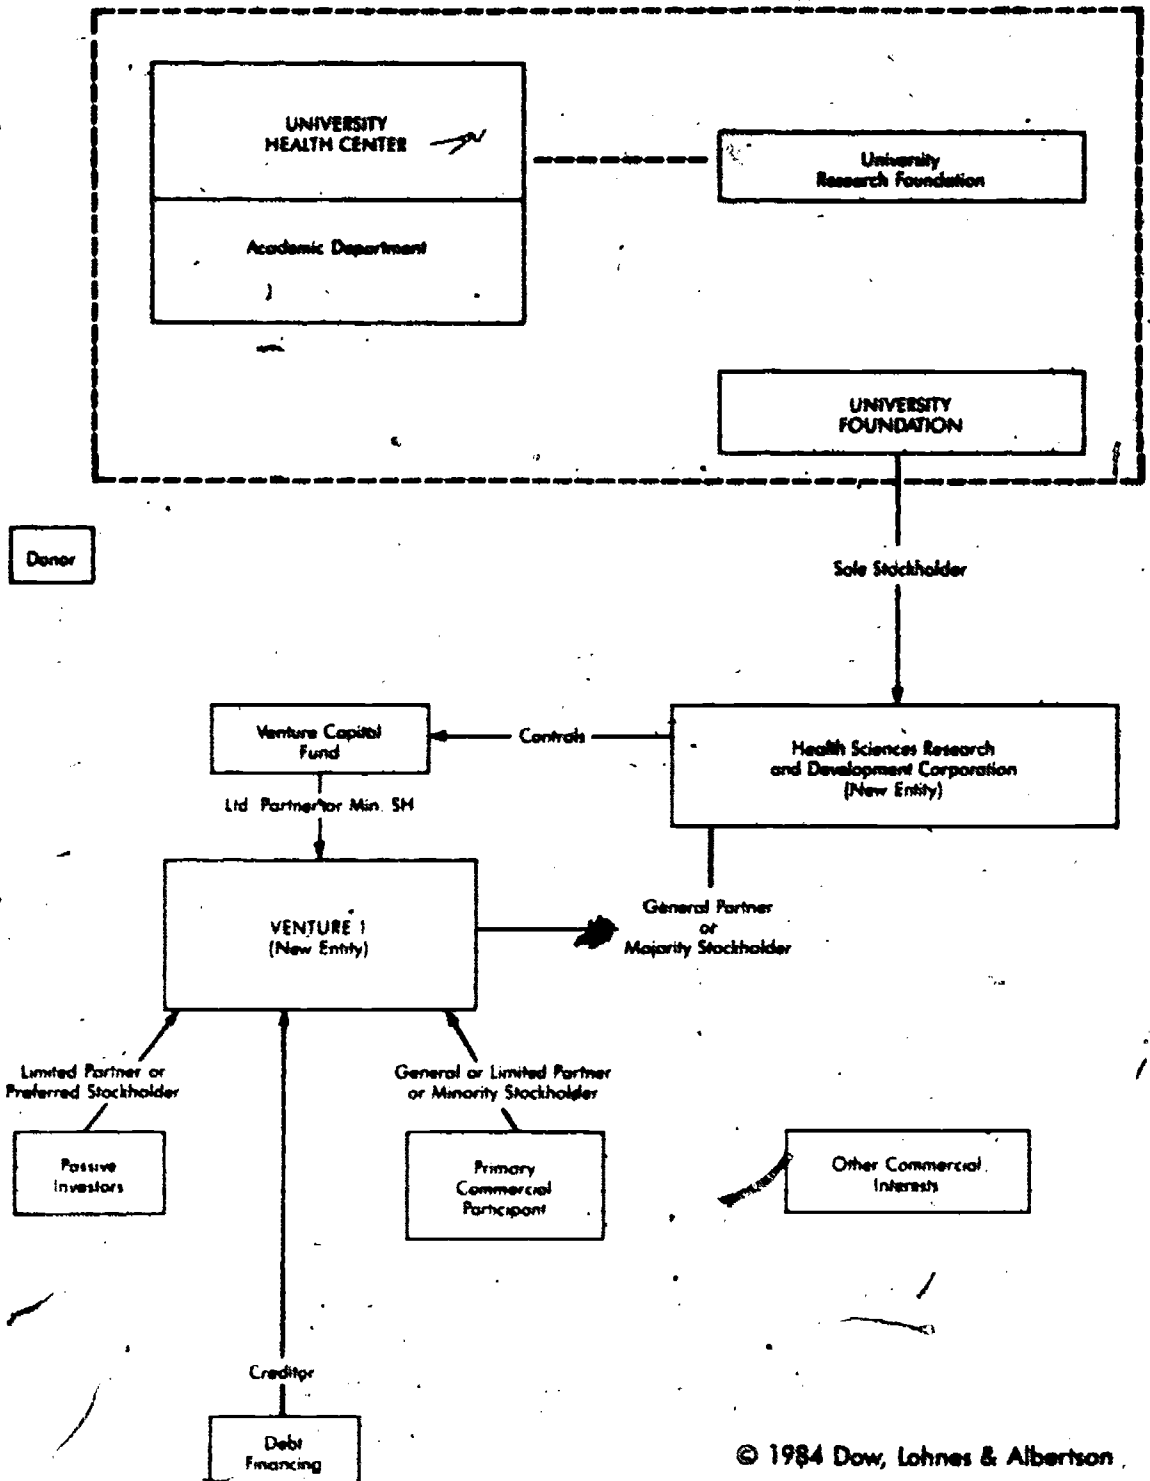 UNIVERSITY
HEALTH CENTER
University
Research Foundation
Academic Department
UNIVERSITY
FOUNDATION
Donor
Sole Stockholder
Venture Capital
Fund
Controls
Health Sciences Research
and Development Corporation
(New Entity)
Ltd Partner or Min. SH
VENTURE 1
(New Entity)
General Partner
or
Majority Stockholder
Limited Partner or
Preferred Stockholder
General or Limited Partner
or Minority Stockholder
Passive
Investors
Primary
Commercial
Participant
Other Commercial
Interests
Creditor
Debt
Financing
© 1984 Dow, Lohnes & Albertson